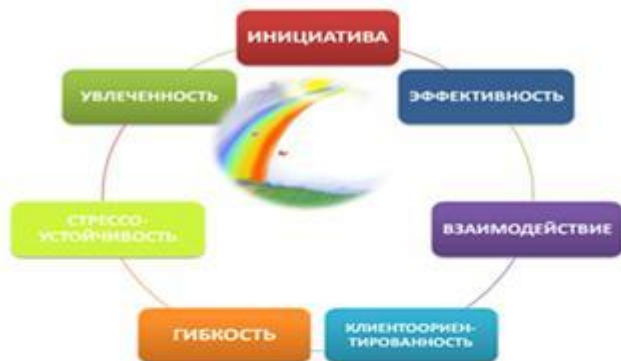 ИНИЦИАТИВА
ЭФФЕКТИВНОСТЬ
ВЗАИМОДЕЙСТВИЕ
КЛИЕНТООРИЕН-
ТИРОВАННОСТЬ
ГИБКОСТЬ
СТРЕССО-
УСТОЙЧИВОСТЬ
УВЛЕЧЕННОСТЬ